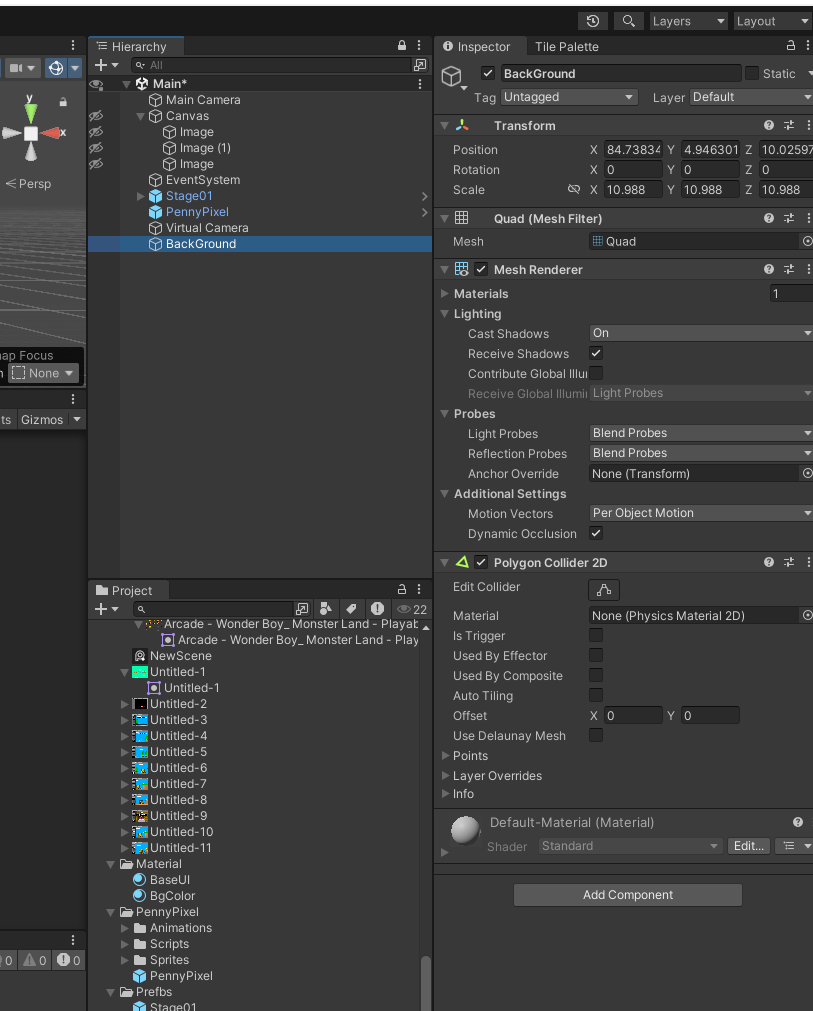 Layers
Layout
Hierarchy
All
Main*
Main Camera
Canvas
Image
Image (1)
Image
EventSystem
Stage01
PennyPixel
Virtual Camera
BackGround
y
x
Persp
ap Focus
None
ts Gizmos
0 0 0
Inspector Tile Palette
BackGround Static
Tag Untagged Layer Default
Transform
Position X 84.73834 Y 4.946301 Z 10.02597
Rotation X 0 Y 0 Z 0
Scale X 10.988 Y 10.988 Z 10.988
Quad (Mesh Filter)
Mesh Quad
Mesh Renderer
Materials 1
Lighting
Cast Shadows On
Receive Shadows
Contribute Global Illu
Receive Global Illumi Light Probes
Probes
Light Probes Blend Probes
Reflection Probes Blend Probes
Anchor Override None (Transform)
Additional Settings
Motion Vectors Per Object Motion
Dynamic Occlusion
Polygon Collider 2D
Edit Collider
Material None (Physics Material 2D)
Is Trigger
Used By Effector
Used By Composite
Auto Tiling
Offset X 0 Y 0
Use Delaunay Mesh
Points
Layer Overrides
Info
Default-Material (Material)
Shader Standard Edit...
Add Component
Project
22
Arcade - Wonder Boy_ Monster Land - Playab
Arcade - Wonder Boy_ Monster Land - Play
NewScene
Untitled-1
Untitled-1
Untitled-2
Untitled-3
Untitled-4
Untitled-5
Untitled-6
Untitled-7
Untitled-8
Untitled-9
Untitled-10
Untitled-11
Material
BaseUI
BgColor
PennyPixel
Animations
Scripts
Sprites
PennyPixel
Prefbs
Stage01